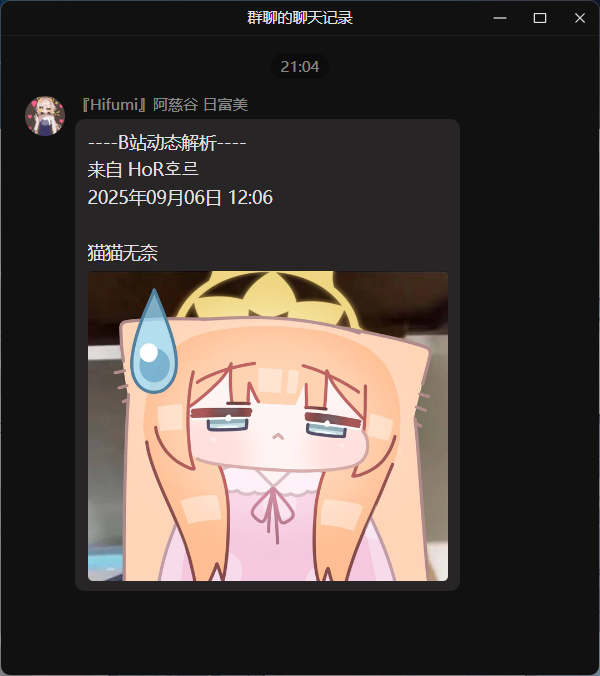 群聊的聊天记录
21:04
『Hifumi』阿慈谷 日富美
----B站动态解析----
来自 HoR호르
2025年09月06日 12:06
猫猫无奈